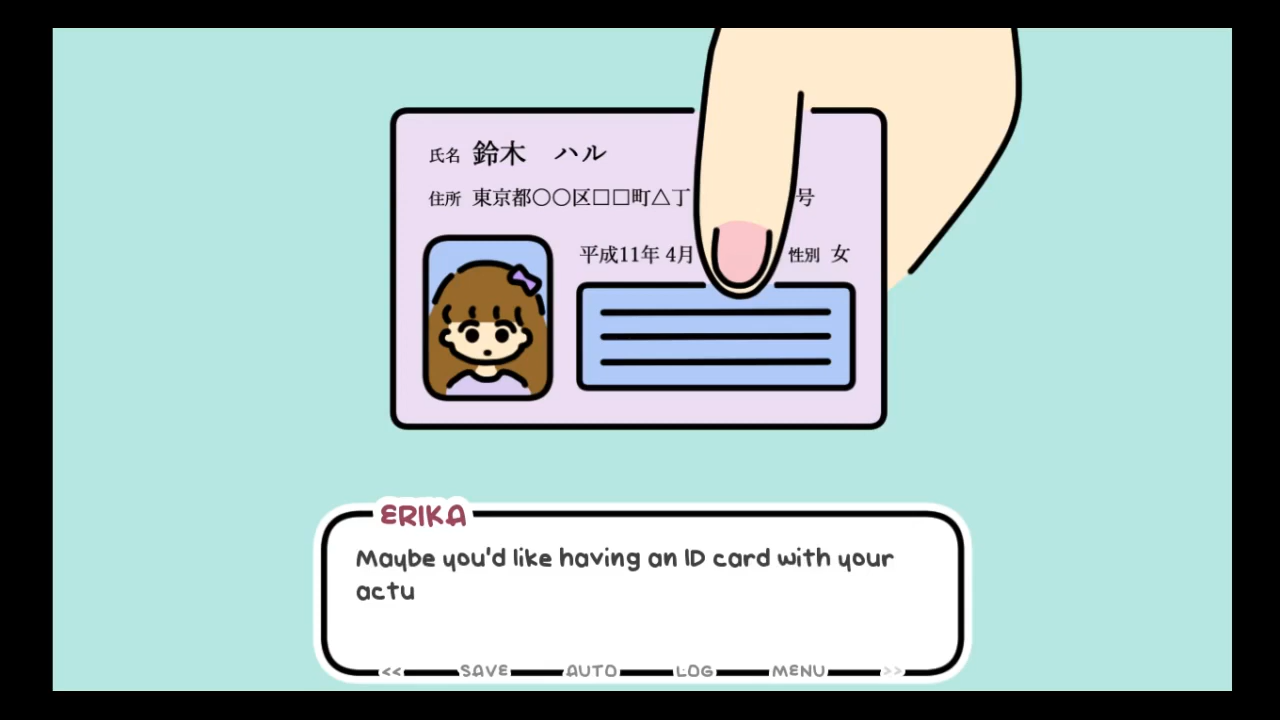 氏名 鈴木　ハル
住所 東京都〇〇区□□町△丁 号
平成11年 4月 性別 女
ERIKA
Maybe you'd like having an ID card with your
actu
<< SAVE AUTO LOG MENU >>